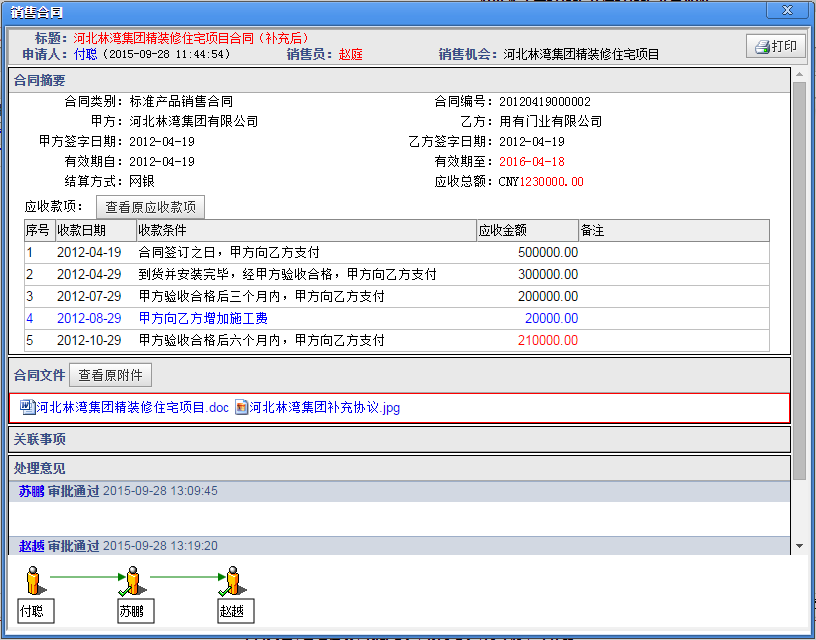 销售合同
标题：河北林湾集团精装修住宅项目合同（补充后）
申请人：付聪（2015-09-28 11:44:54） 销售员：赵庭 销售机会：河北林湾集团精装修住宅项目
打印
合同摘要
合同类别：标准产品销售合同 合同编号：20120419000002
甲方：河北林湾集团有限公司 乙方：用有门业有限公司
甲方签字日期：2012-04-19 乙方签字日期：2012-04-19
有效期自：2012-04-19 有效期至：2016-04-18
结算方式：网银 应收总额：CNY1230000.00
应收款项： 查看原应收款项
序号 收款日期 收款条件 应收金额 备注
1 2012-04-19 合同签订之日，甲方向乙方支付 500000.00
2 2012-04-29 到货并安装完毕，经甲方验收合格，甲方向乙方支付 300000.00
3 2012-07-29 甲方验收合格后三个月内，甲方向乙方支付 200000.00
4 2012-08-29 甲方向乙方增加施工费 20000.00
5 2012-10-29 甲方验收合格后六个月内，甲方向乙方支付 210000.00
合同文件 查看原附件
河北林湾集团精装修住宅项目.doc 河北林湾集团补充协议.jpg
关联事项
处理意见
苏鹏 审批通过 2015-09-28 13:09:45
赵越 审批通过 2015-09-28 13:19:20
付聪 苏鹏 赵越